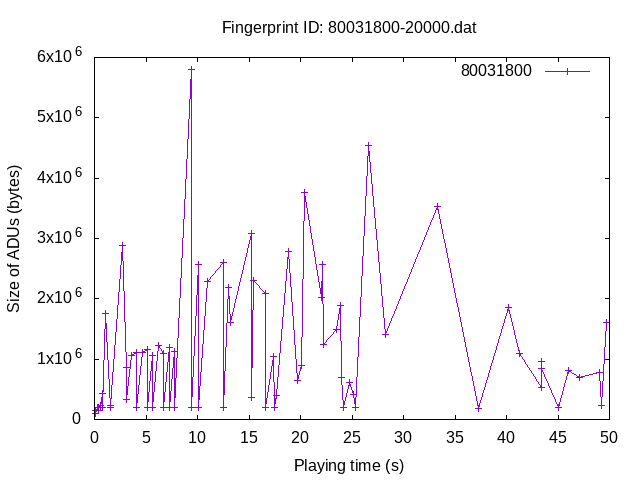 Fingerprint ID: 80031800-20000.dat
80031800
6x10^6
5x10^6
4x10^6
3x10^6
2x10^6
1x10^6
0
Size of ADUs (bytes)
0 5 10 15 20 25 30 35 40 45 50
Playing time (s)